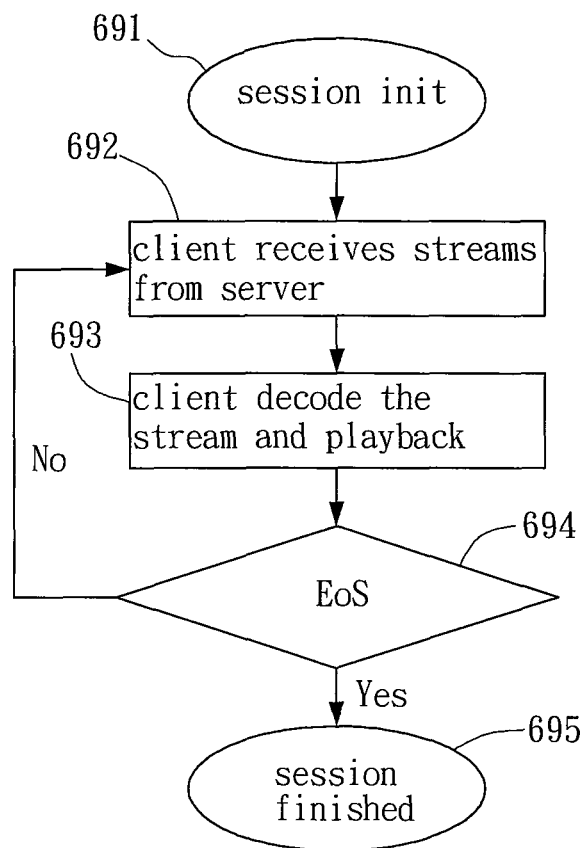 691
session init
692
client receives streams
from server
693
client decode the
stream and playback
No
694
EoS
Yes
695
session
finished